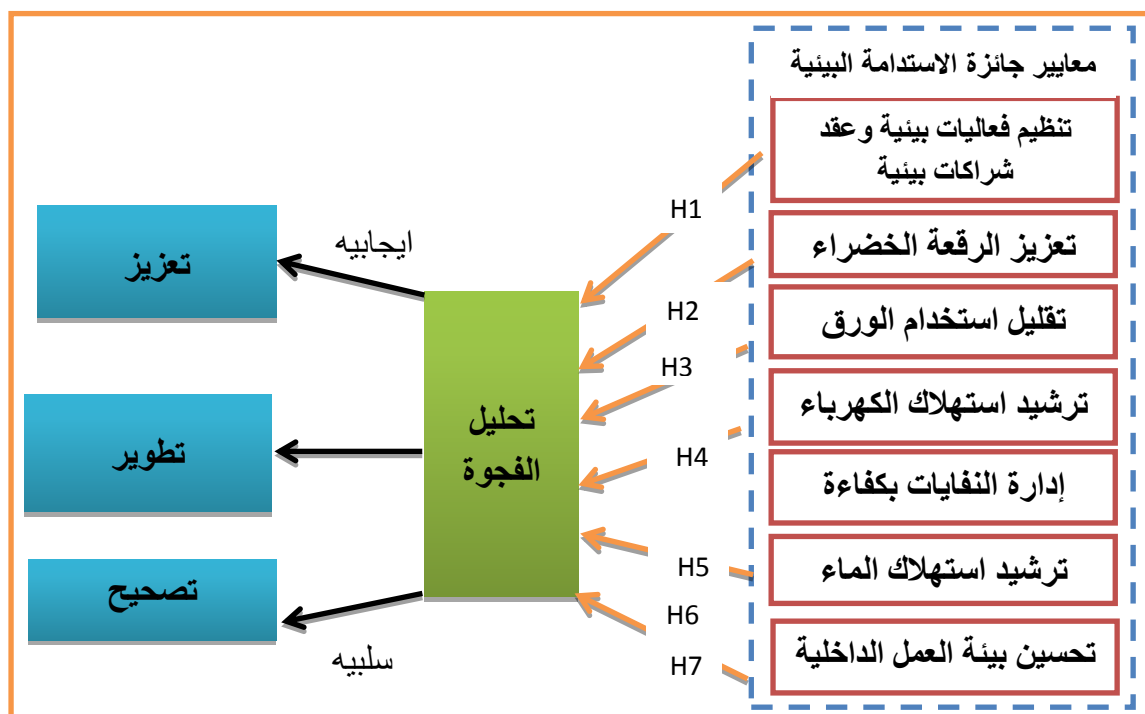 معايير جائزة الاستدامة البيئية
تنظيم فعاليات بيئية وعقد
شراكات بيئية
تعزيز الرقعة الخضراء
تقليل استخدام الورق
ترشيد استهلاك الكهرباء
إدارة النفايات بكفاءة
ترشيد استهلاك الماء
تحسين بيئة العمل الداخلية
H1
H2
H3
H4
H5
H6
H7
تحليل
الفجوة
ايجابيه
تعزيز
تطوير
تصحيح
سلبيه